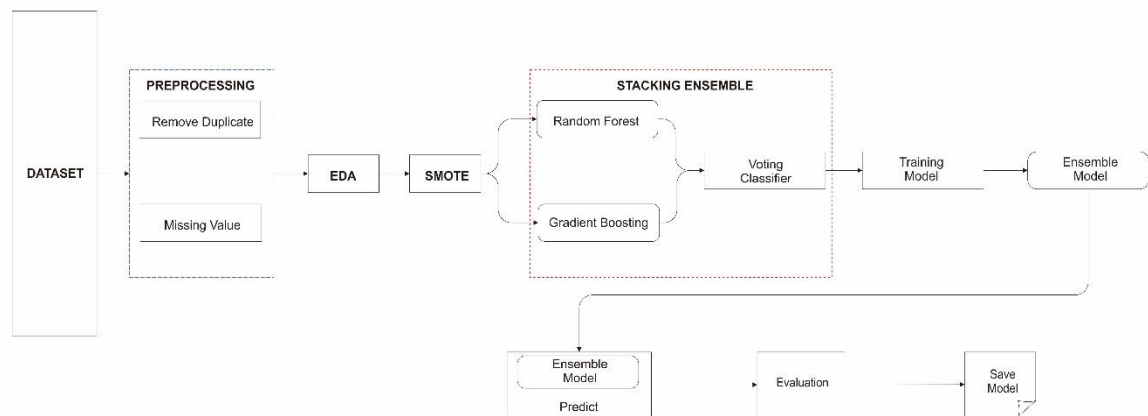 DATASET
PREPROCESSING
Remove Duplicate
Missing Value
EDA
SMOTE
STACKING ENSEMBLE
Random Forest
Gradient Boosting
Voting
Classifier
Training
Model
Ensemble
Model
Ensemble
Model
Predict
Evaluation
Save
Model